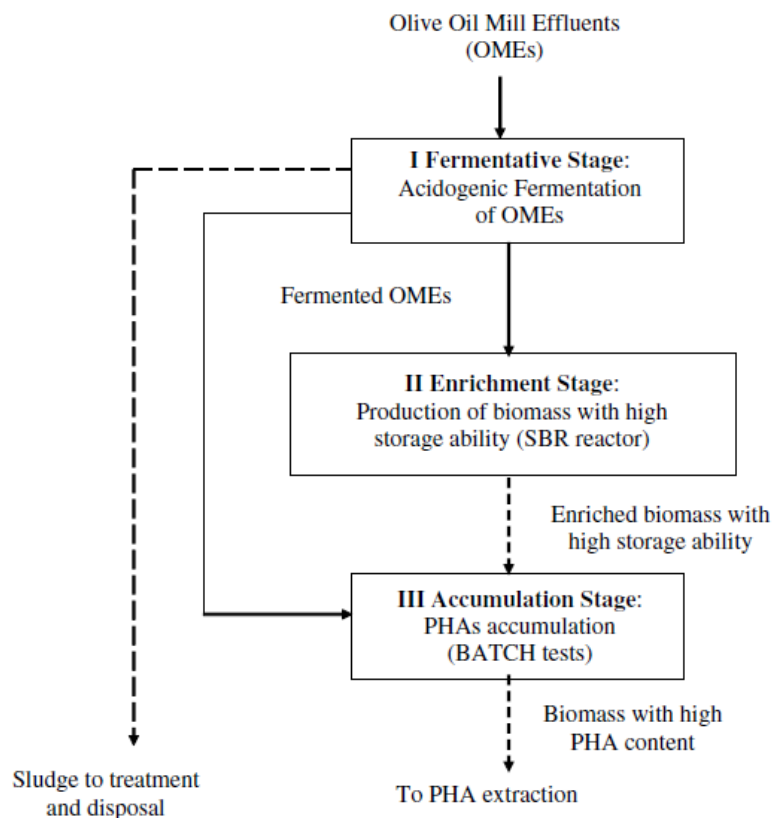 Olive Oil Mill Effluents
(OMEs)
I Fermentative Stage:
Acidogenic Fermentation
of OMEs
Fermented OMEs
II Enrichment Stage:
Production of biomass with high
storage ability (SBR reactor)
Enriched biomass with
high storage ability
III Accumulation Stage:
PHAs accumulation
(BATCH tests)
Biomass with high
PHA content
Sludge to treatment
and disposal
To PHA extraction